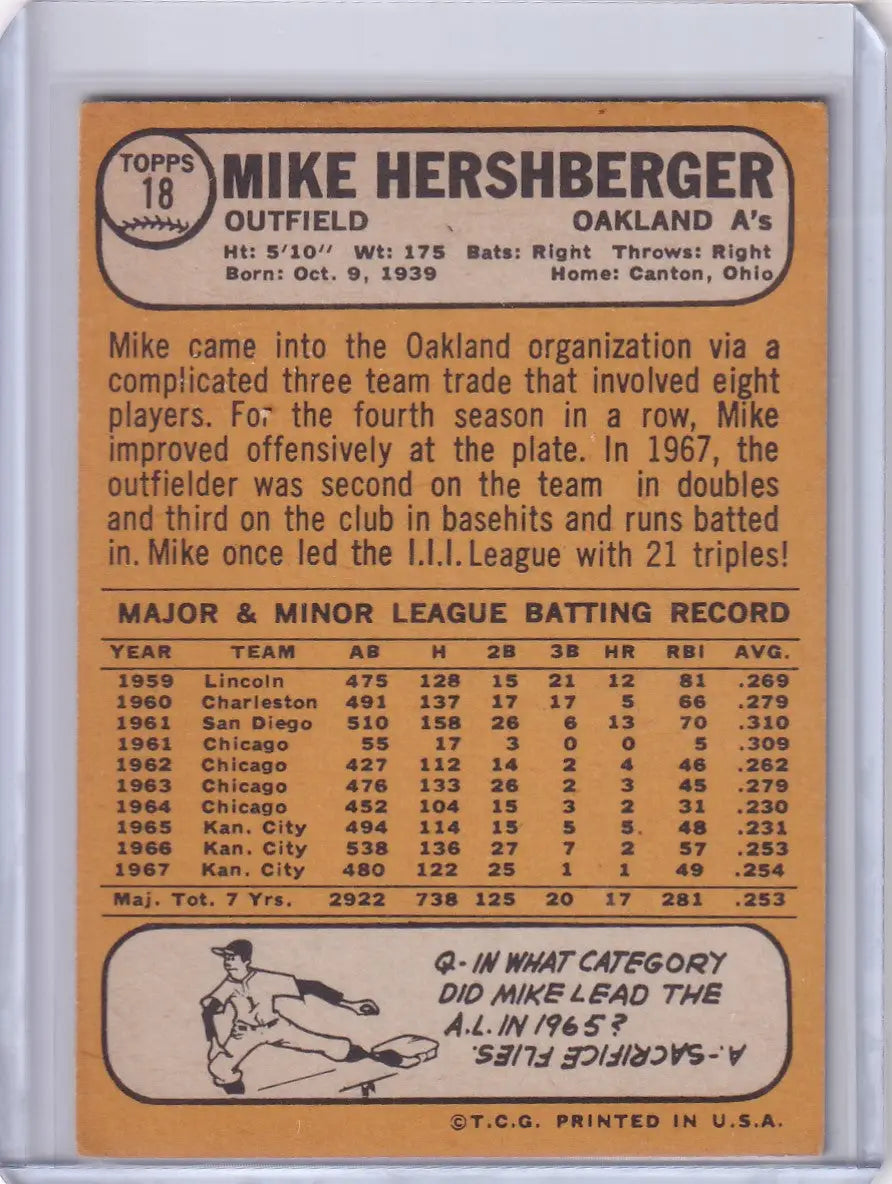 TOPPS
18
MIKE HERSHBERGER
OUTFIELD OAKLAND A's
Ht: 5'10" Wt: 175 Bats: Right Throws: Right
Born: Oct. 9, 1939 Home: Canton, Ohio
Mike came into the Oakland organization via a
complicated three team trade that involved eight
players. For the fourth season in a row, Mike
improved offensively at the plate. In 1967, the
outfielder was second on the team in doubles
and third on the club in basehits and runs batted
in. Mike once led the I.I.I. League with 21 triples!
MAJOR & MINOR LEAGUE BATTING RECORD
YEAR TEAM AB H 2B 3B HR RBI AVG.
1959 Lincoln 475 128 15 21 12 81 .269
1960 Charleston 491 137 17 17 5 66 .279
1961 San Diego 510 158 26 6 13 70 .310
1961 Chicago 55 17 3 0 0 5 .309
1962 Chicago 427 112 14 2 4 46 .262
1963 Chicago 476 133 26 2 3 45 .279
1964 Chicago 452 104 15 3 2 31 .230
1965 Kan. City 494 114 15 5 5 48 .231
1966 Kan. City 538 136 27 7 2 57 .253
1967 Kan. City 480 122 25 1 1 49 .254
Maj. Tot. 7 Yrs. 2922 738 125 20 17 281 .253
Q- IN WHAT CATEGORY
DID MIKE LEAD THE
A.L. IN 1965?
A.-SACRIFICE FLIES.
©T.C.G. PRINTED IN U.S.A.